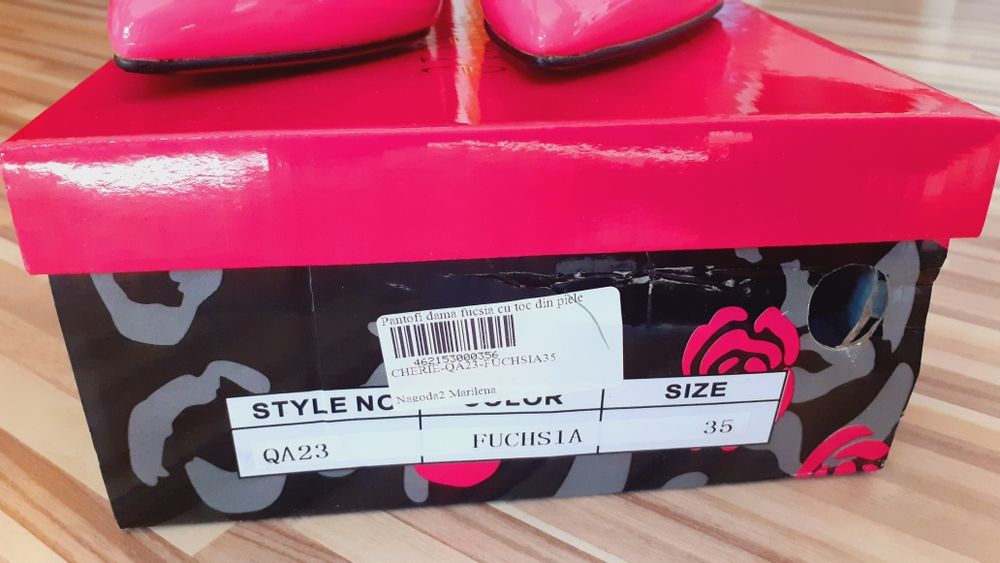 Pantofi dama fucsia cu toc din piele
462153000356
CHERIE-QA23-FUCHSIA35
Nagoda2 Marilena
STYLE NO COLOR SIZE
QA23 FUCHSIA 35